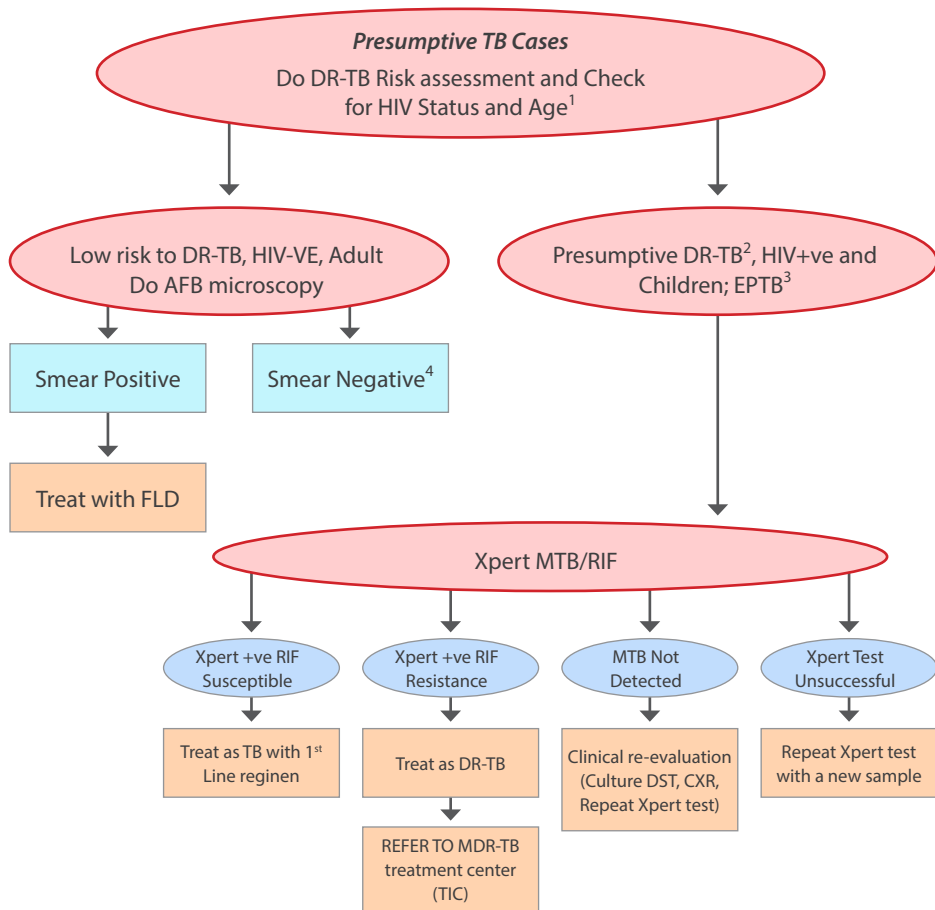 Presumptive TB Cases
Do DR-TB Risk assessment and Check
for HIV Status and Age¹
Low risk to DR-TB, HIV-VE, Adult
Do AFB microscopy
Presumptive DR-TB², HIV+ve and
Children; EPTB³
Smear Positive
Smear Negative⁴
Treat with FLD
Xpert MTB/RIF
Xpert +ve RIF
Susceptible
Xpert +ve RIF
Resistance
MTB Not
Detected
Xpert Test
Unsuccessful
Treat as TB with 1ˢᵗ
Line reginen
Treat as DR-TB
Clinical re-evaluation
(Culture DST, CXR,
Repeat Xpert test)
Repeat Xpert test
with a new sample
REFER TO MDR-TB
treatment center
(TIC)